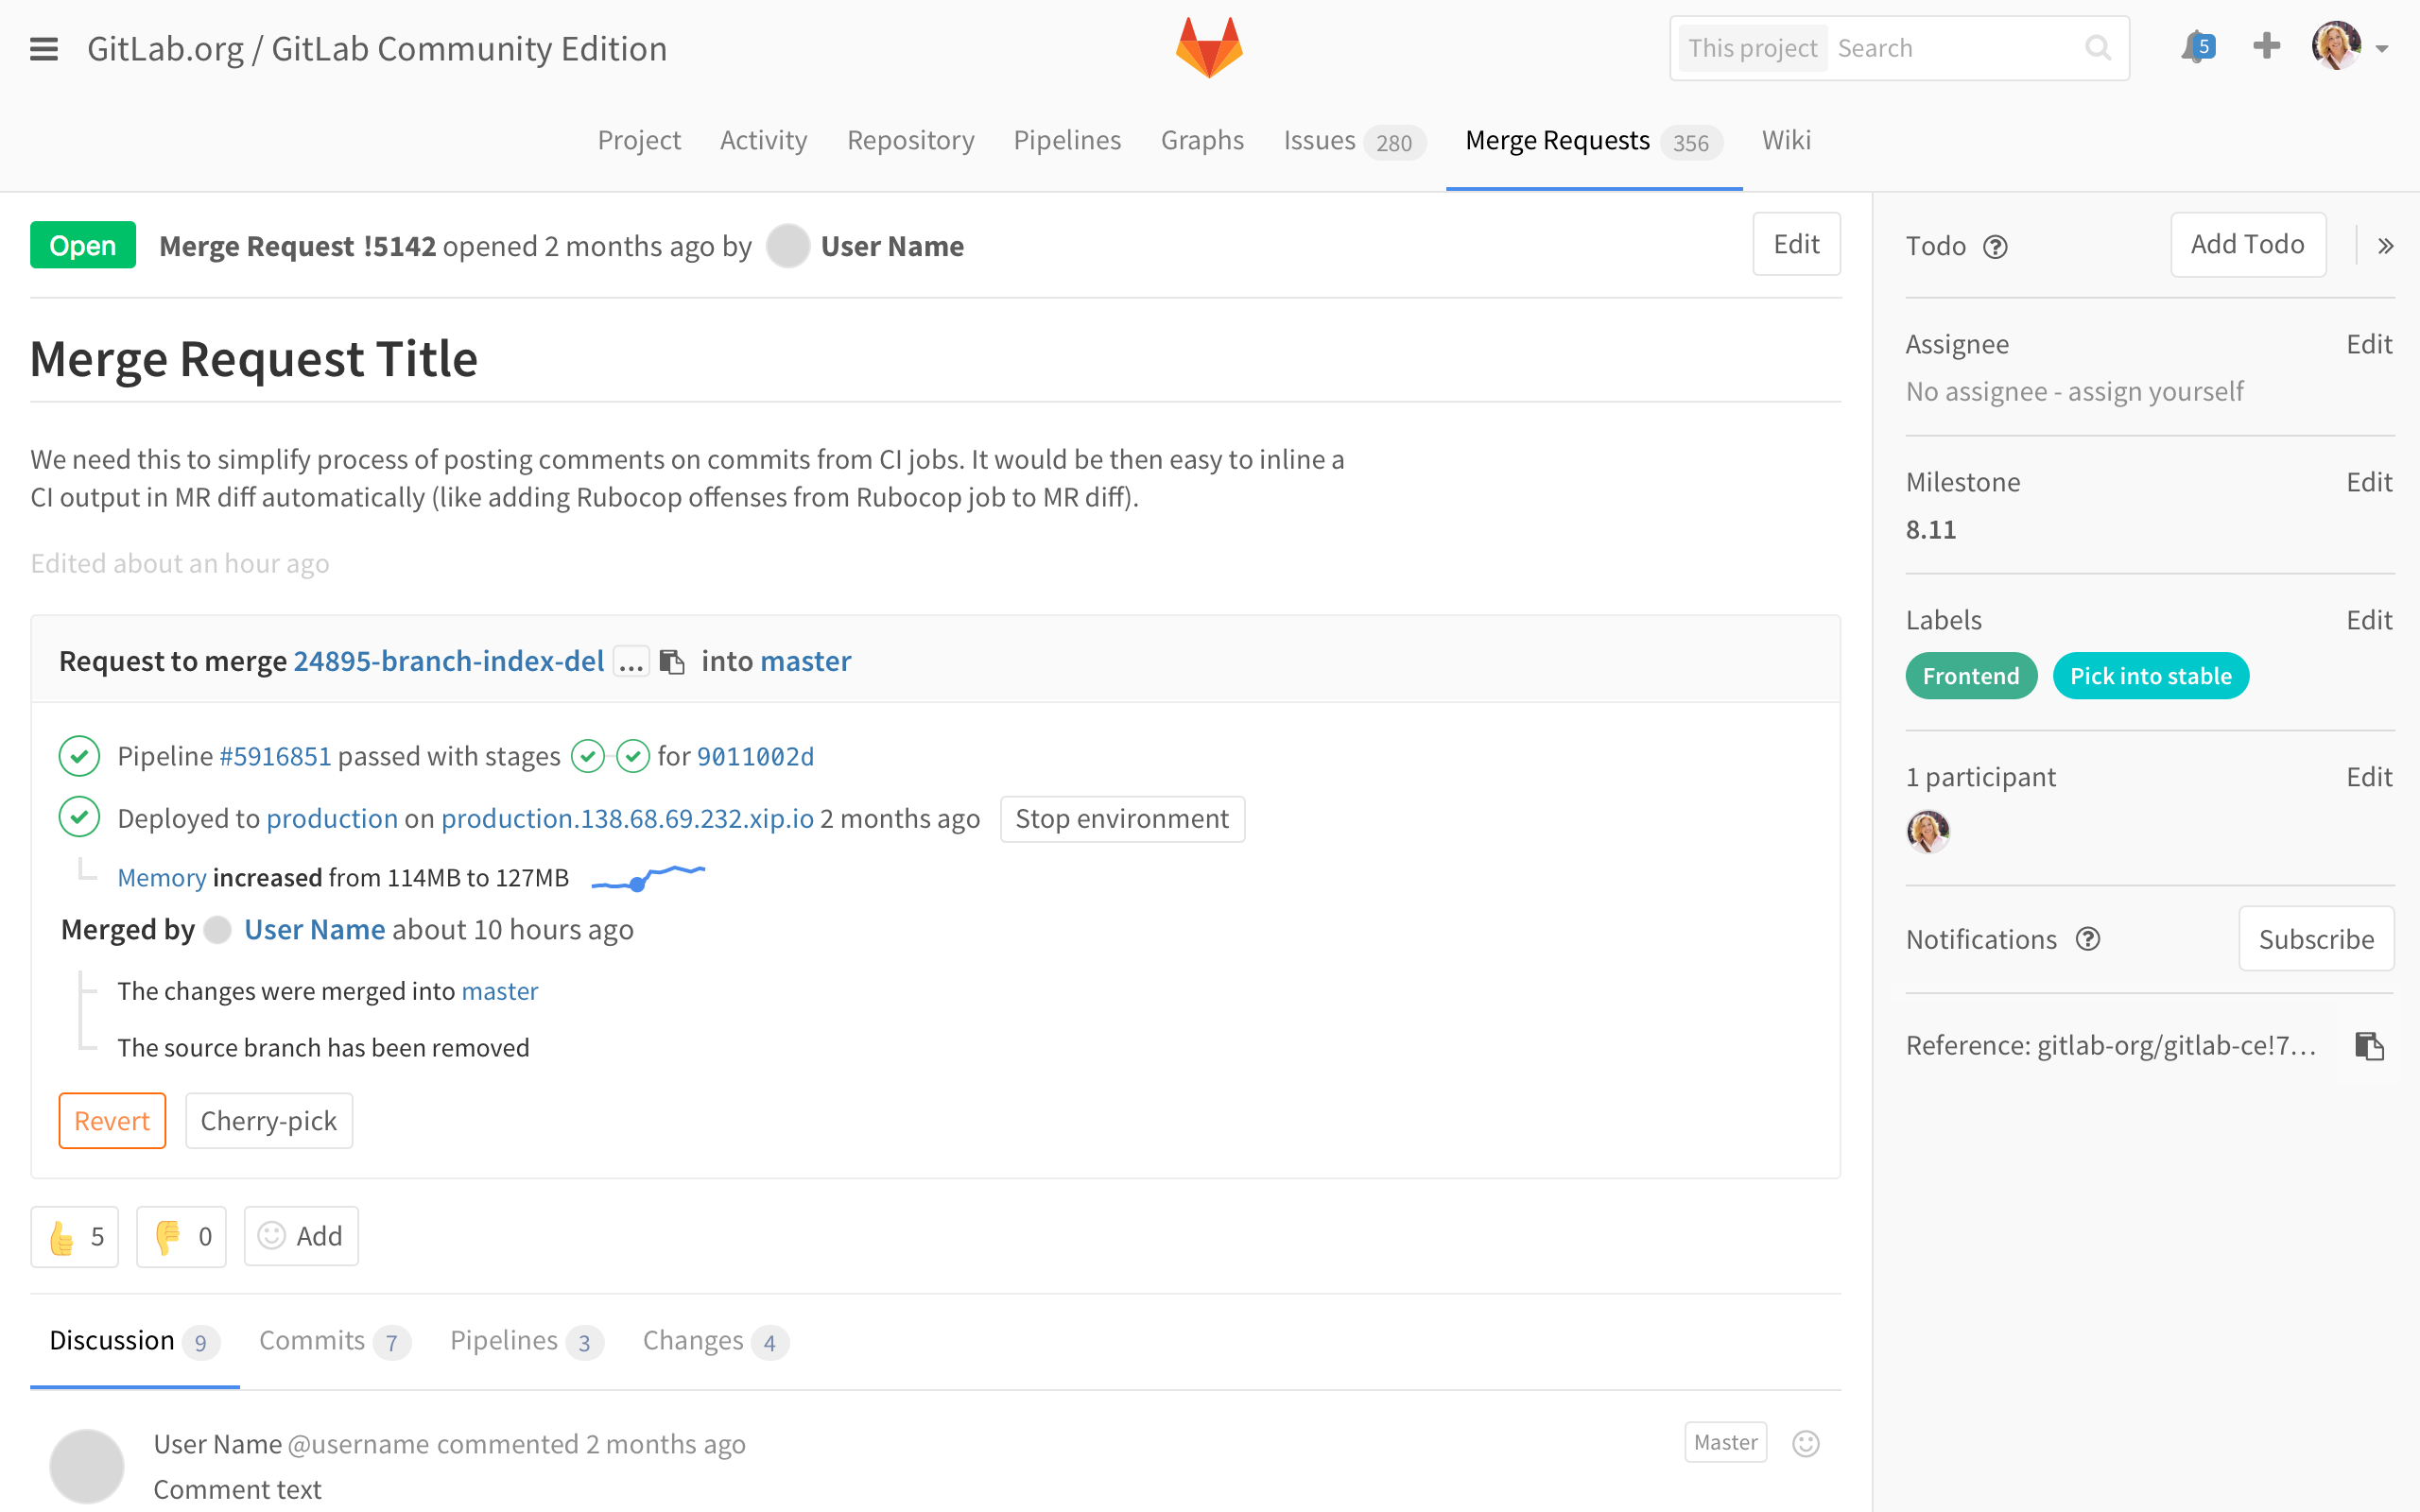 GitLab.org / GitLab Community Edition
This project Search
5
Project Activity Repository Pipelines Graphs Issues 280 Merge Requests 356 Wiki
Open Merge Request !5142 opened 2 months ago by User Name Edit
Merge Request Title
We need this to simplify process of posting comments on commits from CI jobs. It would be then easy to inline a
CI output in MR diff automatically (like adding Rubocop offenses from Rubocop job to MR diff).
Edited about an hour ago
Request to merge 24895-branch-index-del ... into master
Pipeline #5916851 passed with stages for 9011002d
Deployed to production on production.138.68.69.232.xip.io 2 months ago Stop environment
Memory increased from 114MB to 127MB
Merged by User Name about 10 hours ago
The changes were merged into master
The source branch has been removed
Revert Cherry-pick
5 0 Add
Discussion 9 Commits 7 Pipelines 3 Changes 4
User Name @username commented 2 months ago Master
Comment text
Todo ? Add Todo »
Assignee Edit
No assignee - assign yourself
Milestone Edit
8.11
Labels Edit
Frontend Pick into stable
1 participant Edit
Notifications ? Subscribe
Reference: gitlab-org/gitlab-ce!7...